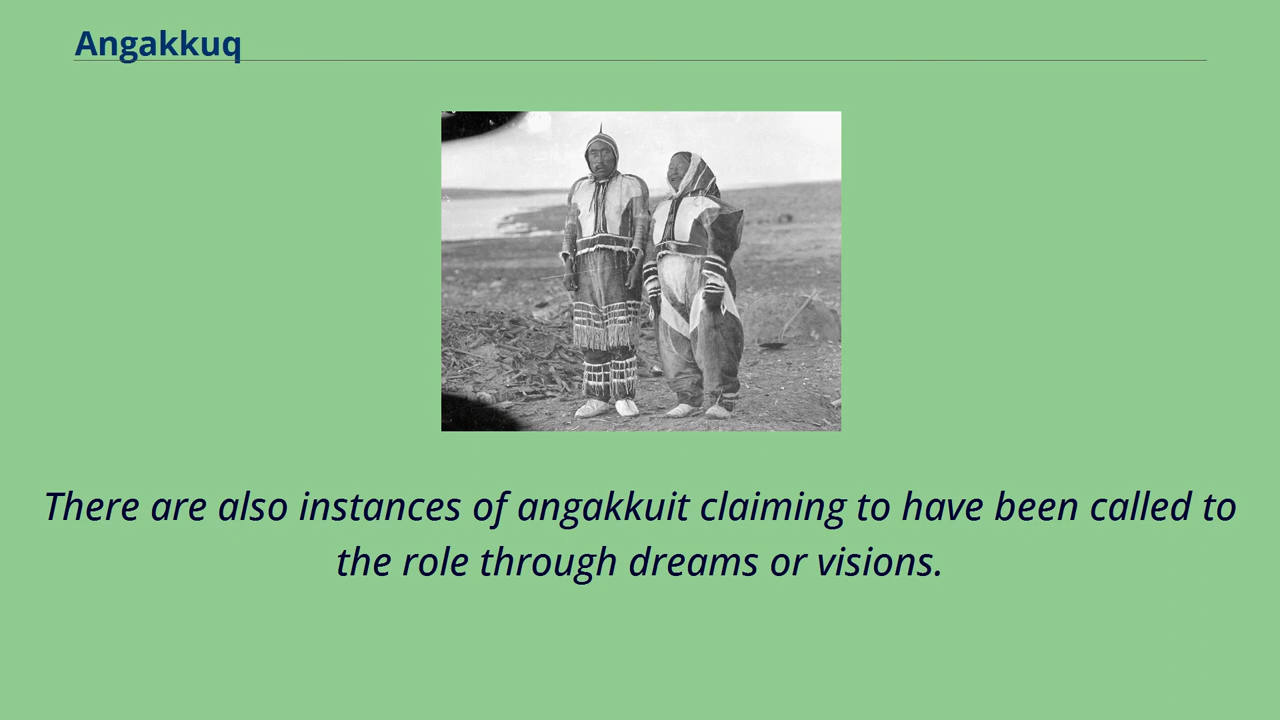 Angakkuq
There are also instances of angakkuit claiming to have been called to
the role through dreams or visions.